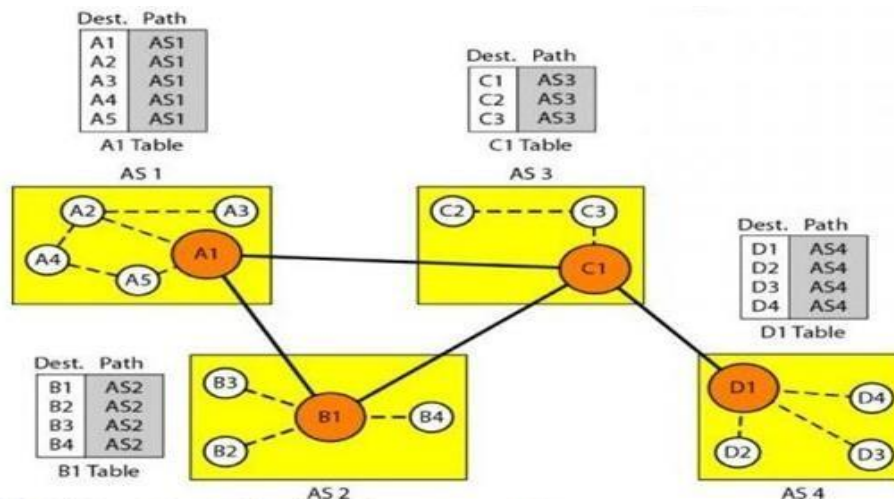 Dest. Path
A1 AS1
A2 AS1
A3 AS1
A4 AS1
A5 AS1
A1 Table
Dest. Path
C1 AS3
C2 AS3
C3 AS3
C1 Table
AS 1
AS 3
A2
A3
A1
A4
A5
C2
C3
C1
Dest. Path
D1 AS4
D2 AS4
D3 AS4
D4 AS4
D1 Table
Dest. Path
B1 AS2
B2 AS2
B3 AS2
B4 AS2
B1 Table
B3
B1
B4
B2
AS 2
D1
D4
D2
D3
AS 4